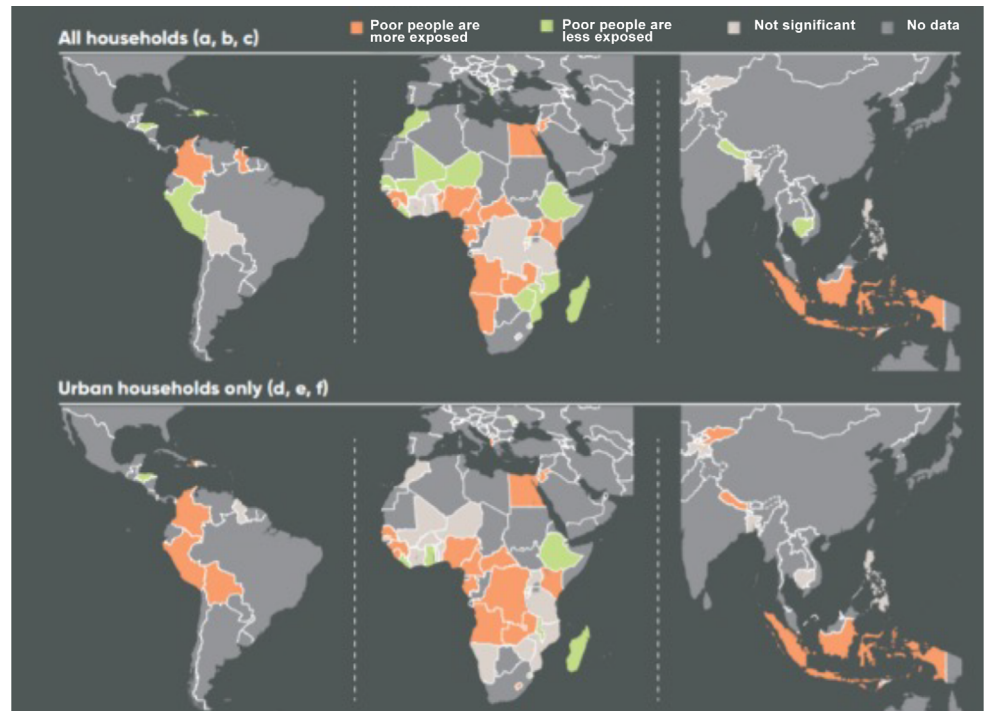 Poor people are
more exposed
Poor people are
less exposed
Not significant
No data
All households (a, b, c)
Urban households only (d, e, f)